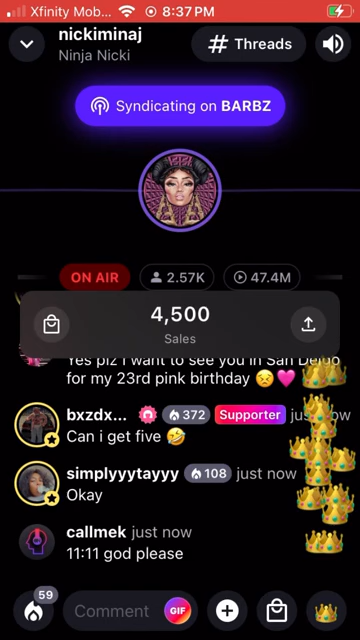 Xfinity Mob... 8:37 PM
nickiminaj
Ninja Nicki
# Threads
Syndicating on BARBZ
ON AIR 2.57K 47.4M
4,500
Sales
Yes plz i want to see you in San Deigo
for my 23rd pink birthday 😣💗
bxzdx... 372 Supporter just now
Can i get five 🤣
simplyyytayyy 108 just now
Okay
callmek just now
11:11 god please
59
Comment GIF